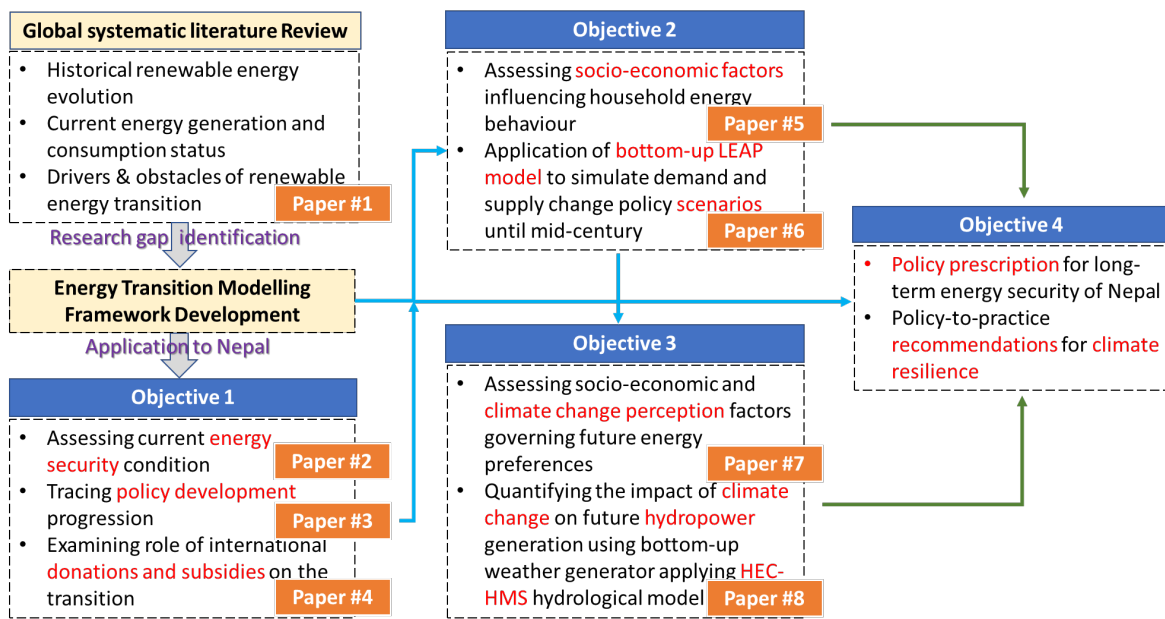 Global systematic literature Review
• Historical renewable energy
evolution
• Current energy generation and
consumption status
• Drivers & obstacles of renewable
energy transition
Paper #1
Research gap identification
Energy Transition Modelling
Framework Development
Application to Nepal
Objective 1
• Assessing current energy
security condition
Paper #2
• Tracing policy development
progression
Paper #3
• Examining role of international
donations and subsidies on the
transition
Paper #4
Objective 2
• Assessing socio-economic factors
influencing household energy
behaviour
Paper #5
• Application of bottom-up LEAP
model to simulate demand and
supply change policy scenarios
until mid-century
Paper #6
Objective 3
• Assessing socio-economic and
climate change perception factors
governing future energy
preferences
Paper #7
• Quantifying the impact of climate
change on future hydropower
generation using bottom-up
weather generator applying HEC-
HMS hydrological model
Paper #8
Objective 4
• Policy prescription for long-
term energy security of Nepal
• Policy-to-practice
recommendations for climate
resilience